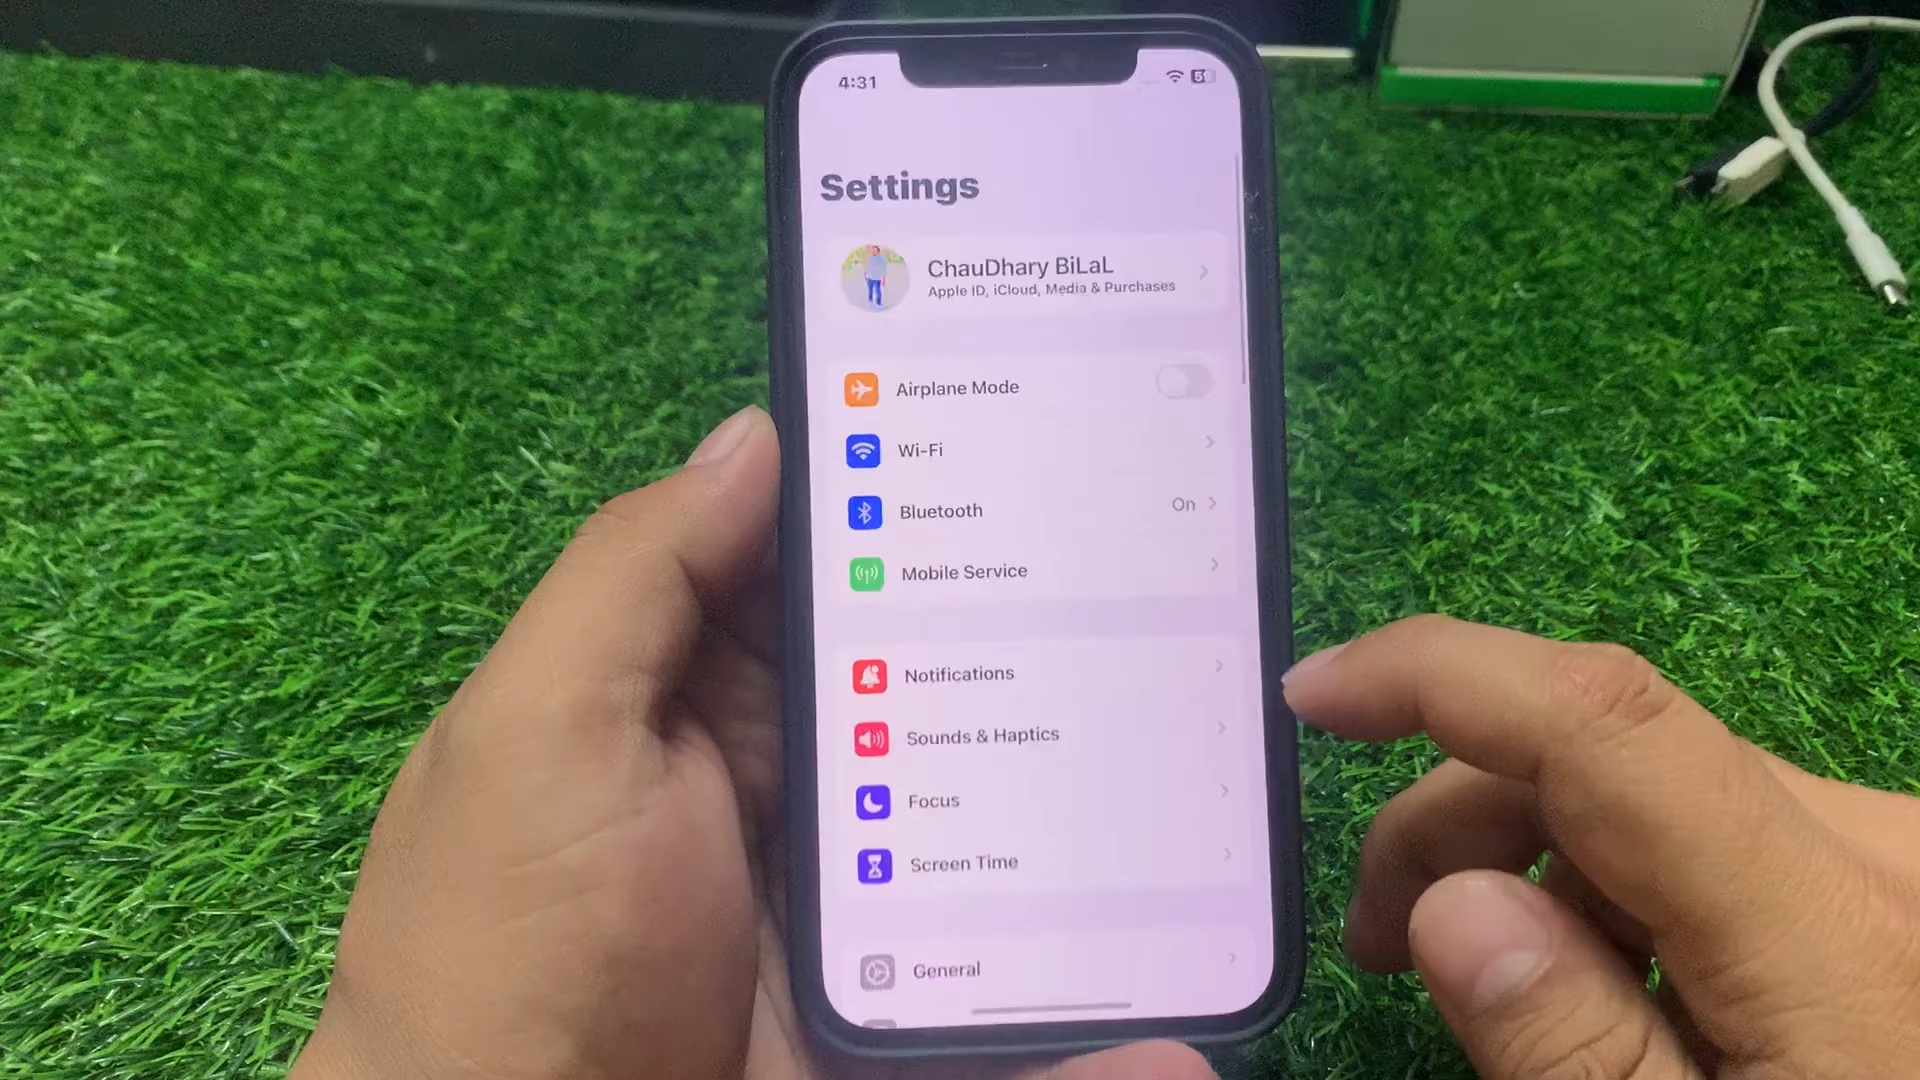 4:31
Settings
ChauDhary BiLaL
Apple ID, iCloud, Media & Purchases
Airplane Mode
Wi-Fi
Bluetooth On
Mobile Service
Notifications
Sounds & Haptics
Focus
Screen Time
General